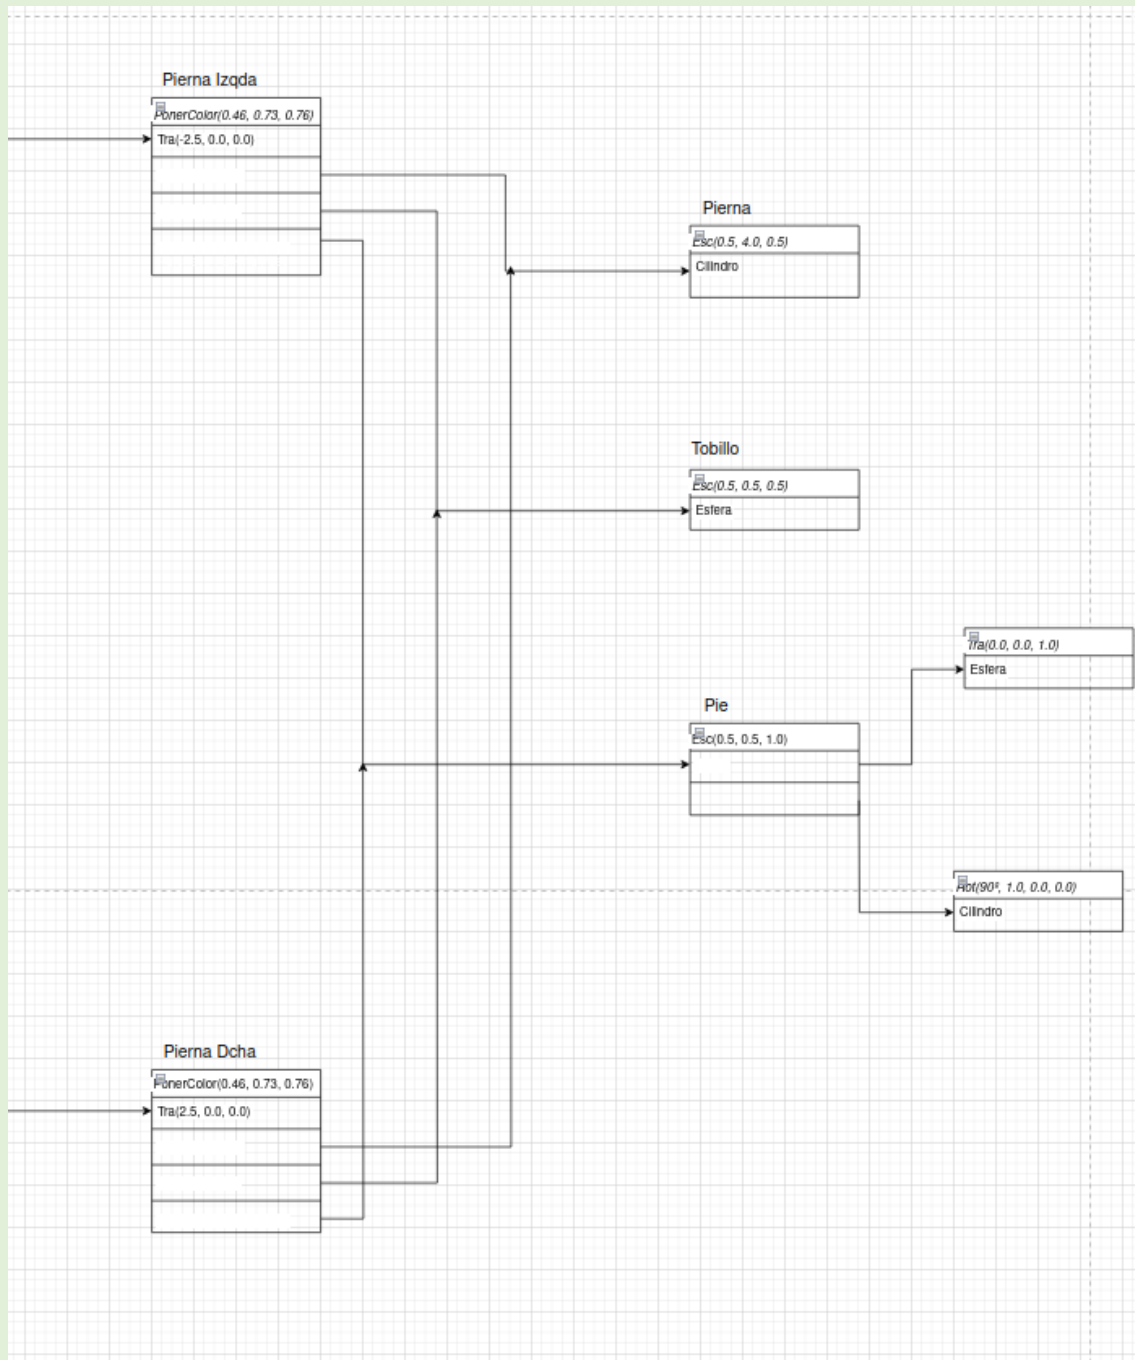 Pierna Izqda
PonerColor(0.46, 0.73, 0.76)
Tra(-2.5, 0.0, 0.0)
Pierna
Esc(0.5, 4.0, 0.5)
Cilindro
Tobillo
Esc(0.5, 0.5, 0.5)
Esfera
Tra(0.0, 0.0, 1.0)
Esfera
Pie
Esc(0.5, 0.5, 1.0)
Rot(90º, 1.0, 0.0, 0.0)
Cilindro
Pierna Dcha
PonerColor(0.46, 0.73, 0.76)
Tra(2.5, 0.0, 0.0)